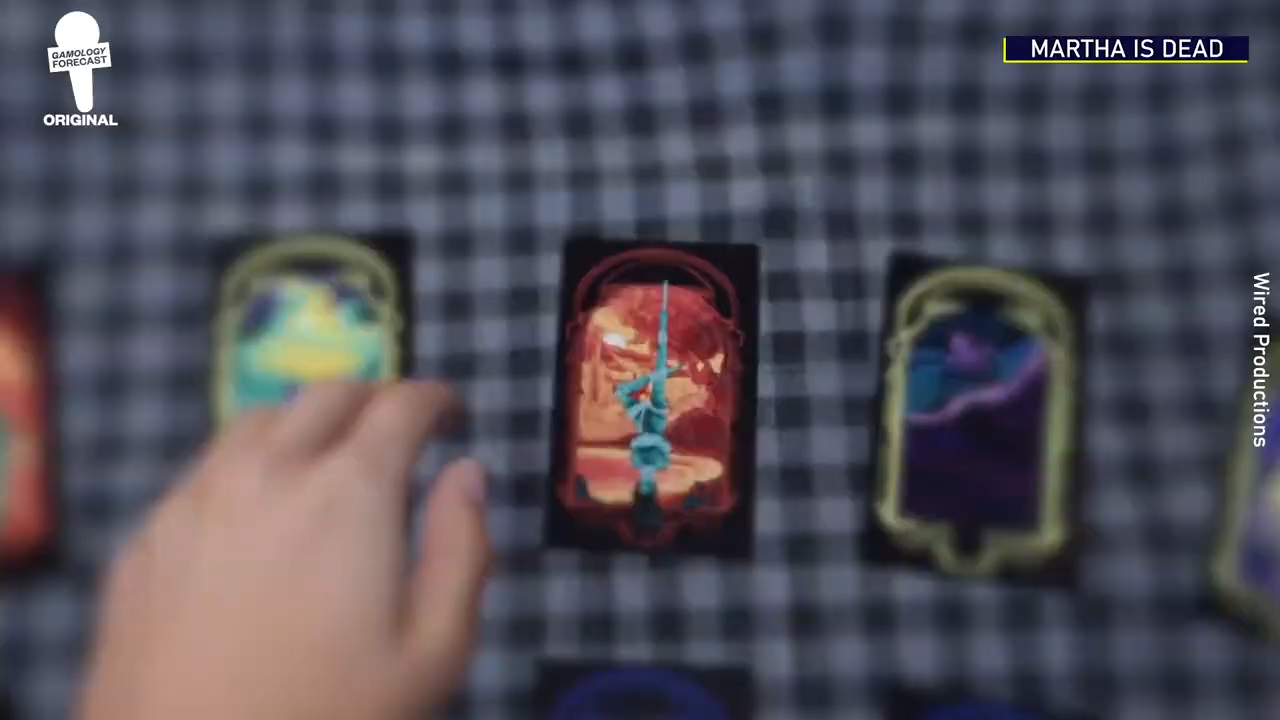 GAMOLOGY
FORECAST
ORIGINAL
MARTHA IS DEAD
Wired Productions